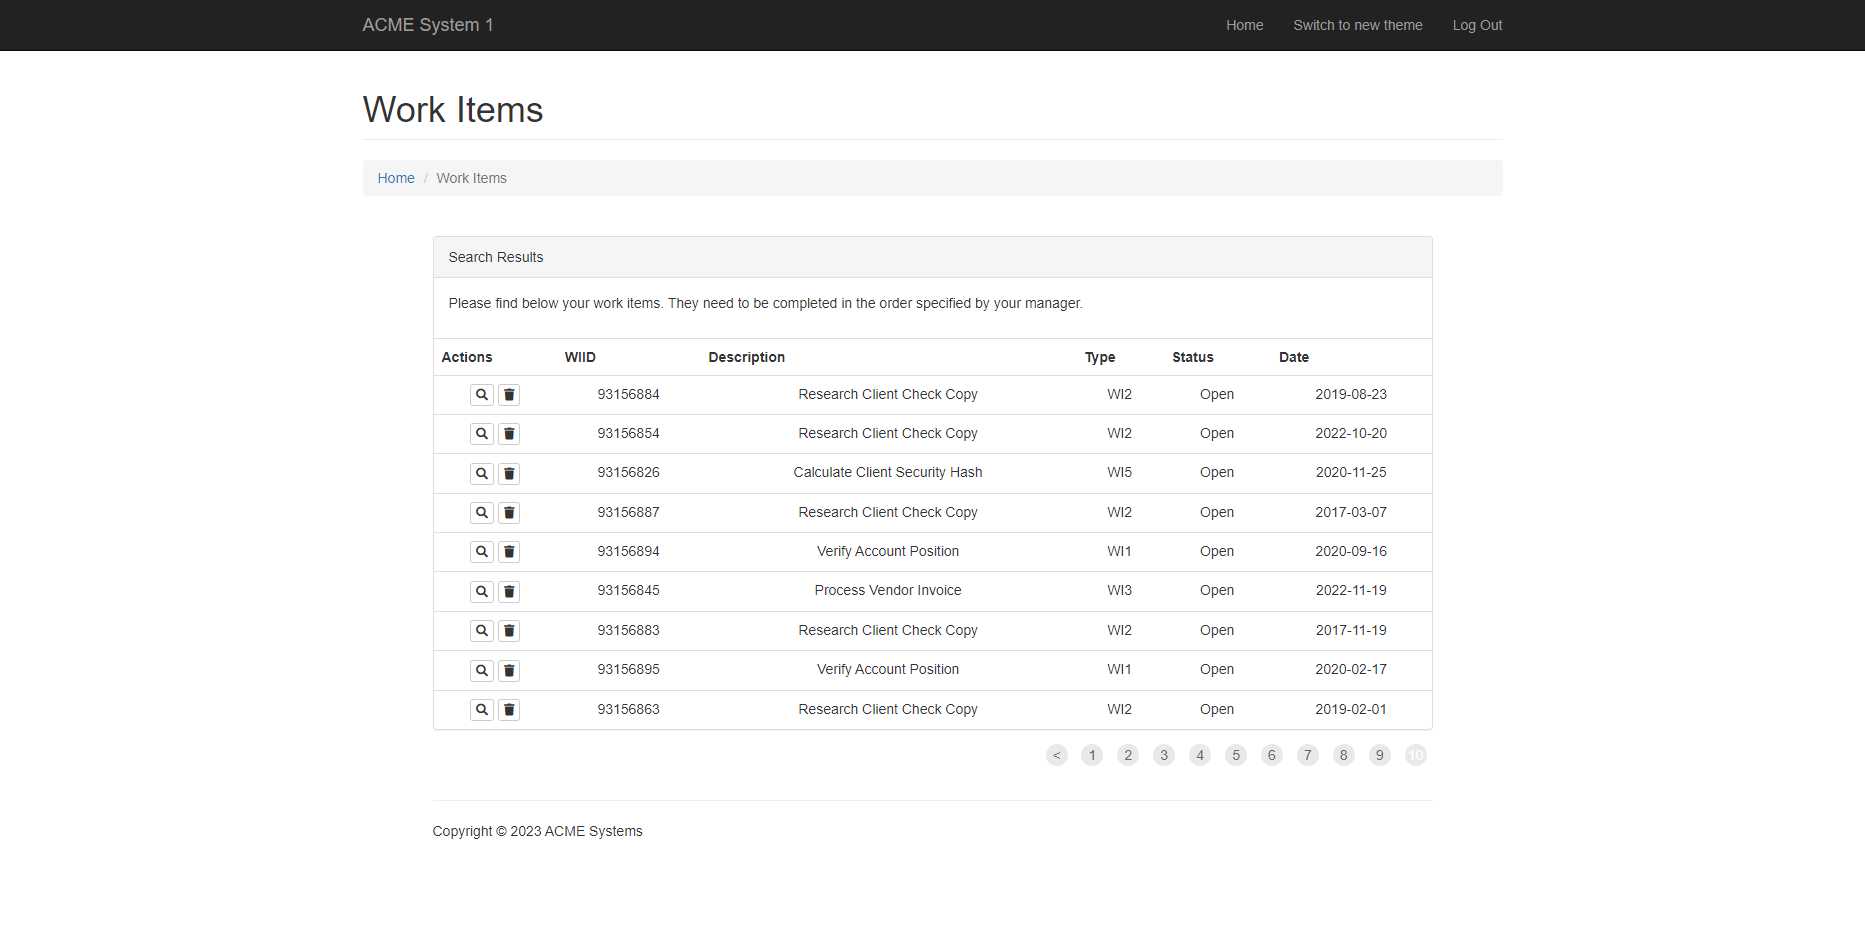 ACME System 1 Home Switch to new theme Log Out
Work Items
Home / Work Items
Search Results
Please find below your work items. They need to be completed in the order specified by your manager.
Actions WIID Description Type Status Date
93156884 Research Client Check Copy WI2 Open 2019-08-23
93156854 Research Client Check Copy WI2 Open 2022-10-20
93156826 Calculate Client Security Hash WI5 Open 2020-11-25
93156887 Research Client Check Copy WI2 Open 2017-03-07
93156894 Verify Account Position WI1 Open 2020-09-16
93156845 Process Vendor Invoice WI3 Open 2022-11-19
93156883 Research Client Check Copy WI2 Open 2017-11-19
93156895 Verify Account Position WI1 Open 2020-02-17
93156863 Research Client Check Copy WI2 Open 2019-02-01
< 1 2 3 4 5 6 7 8 9 10
Copyright © 2023 ACME Systems